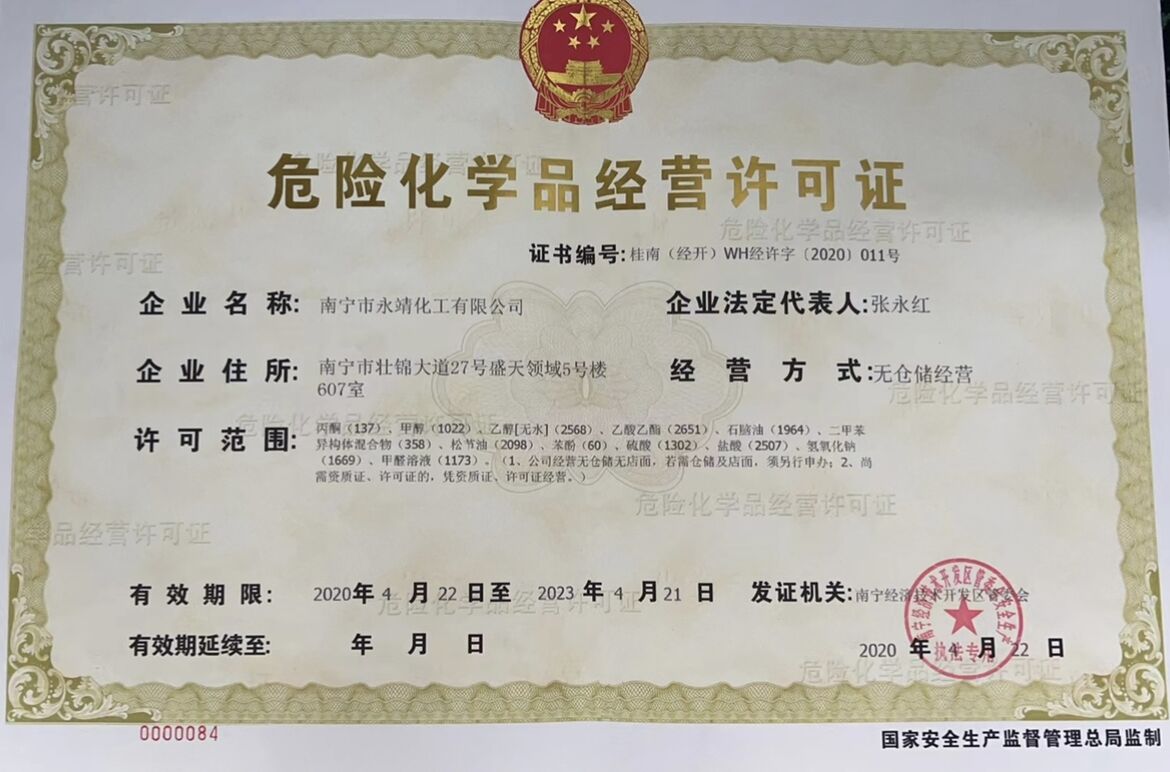 危险化学品经营许可证
证书编号:桂南（经开）WH经许字〔2020〕011号
企业名称: 南宁市永靖化工有限公司
企业法定代表人:张永红
企业住所: 南宁市壮锦大道27号盛天领域5号楼
607室
经营方式:无仓储经营
许可范围: 丙酮（137）、甲醇（1022）、乙醇[无水]（2568）、乙酸乙酯（2651）、石脑油（1964）、二甲苯
异构体混合物（358）、松节油（2098）、苯酚（60）、硫酸（1302）、盐酸（2507）、氢氧化钠
（1669）、甲醛溶液（1173）。（1、公司经营无仓储无店面，若需仓储及店面，须另行申办；2、尚
需资质证、许可证的，凭资质证、许可证经营。）
有效期限: 2020年4月22日至 2023年4月21日
发证机关:南宁经济技术开发区管委会
有效期延续至: 年 月 日
2020年4月22日
执法专用
0000084
国家安全生产监督管理总局监制